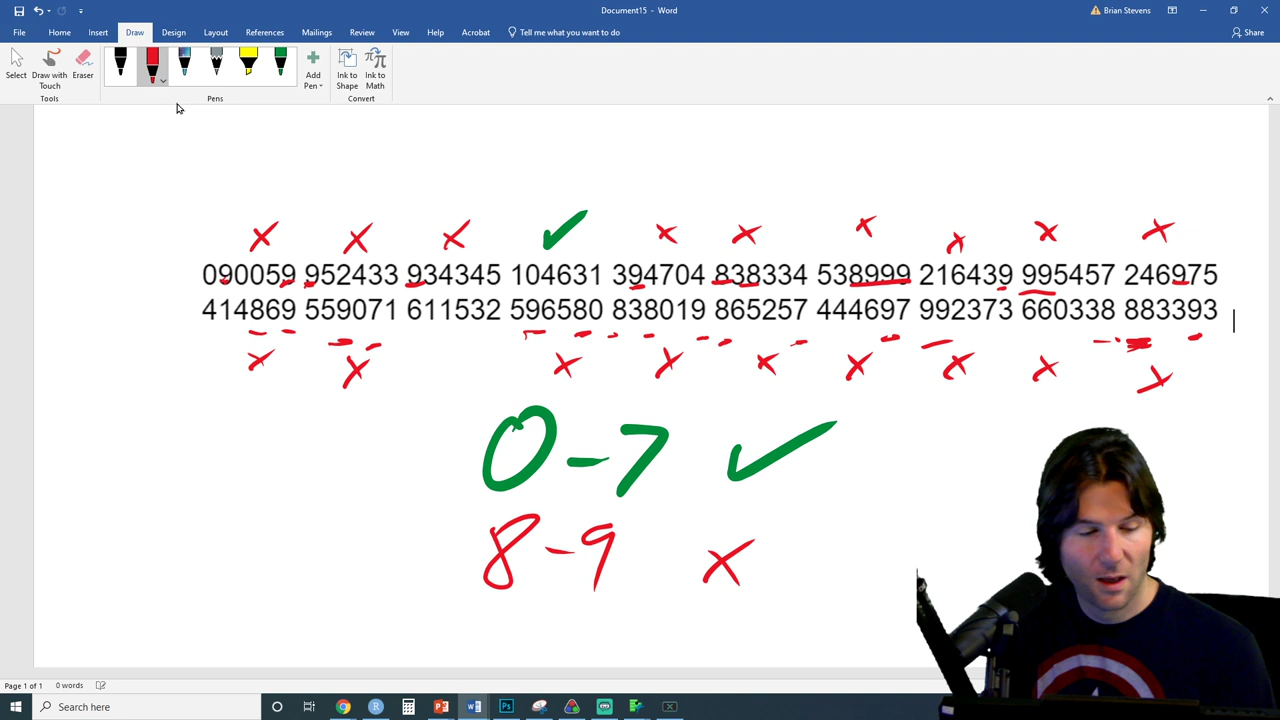 Document15 - Word
Brian Stevens
File Home Insert Draw Design Layout References Mailings Review View Help Acrobat Tell me what you want to do Share
Select Draw with Touch Eraser Add Pen Ink to Shape Ink to Math
Tools Pens Convert
090059 952433 934345 104631 394704 838334 538999 216439 995457 246975
414869 559071 611532 596580 838019 865257 444697 992373 660338 883393
0-7 ✓
8-9 x
Page 1 of 1 0 words
Search here